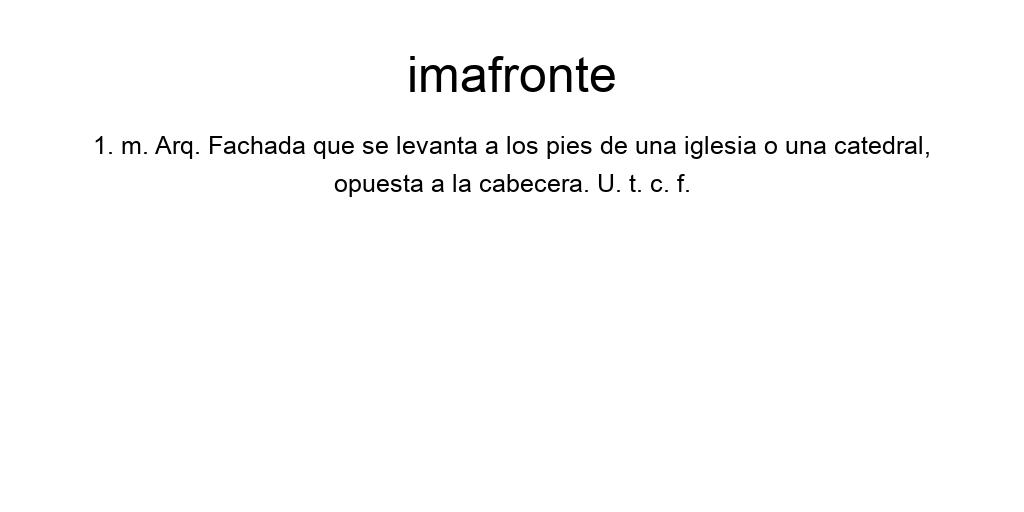 imafronte
1. m. Arq. Fachada que se levanta a los pies de una iglesia o una catedral,
opuesta a la cabecera. U. t. c. f.